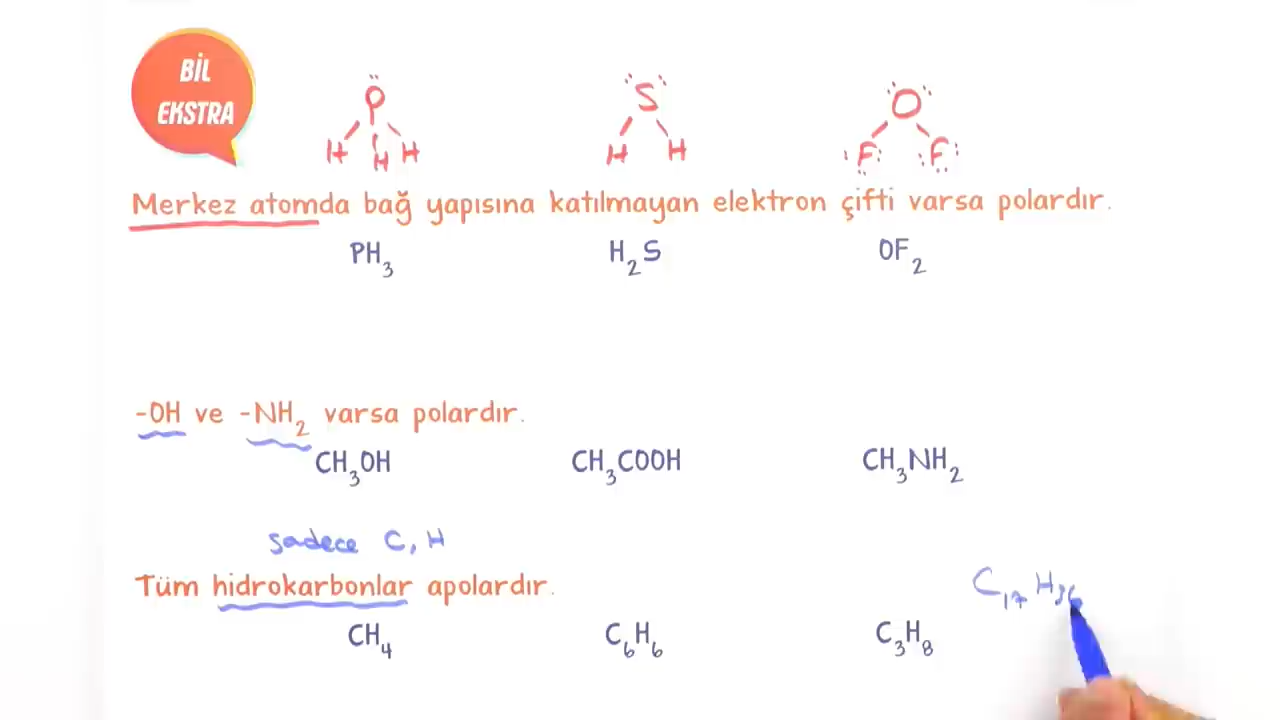 BİL
EKSTRA
P
H H H
S
H H
O
F F
Merkez atomda bağ yapısına katılmayan elektron çifti varsa polardır.
PH3 H2S OF2
-OH ve -NH2 varsa polardır.
CH3OH CH3COOH CH3NH2
sadece C, H
Tüm hidrokarbonlar apolardır.
C17H36
CH4 C6H6 C3H8